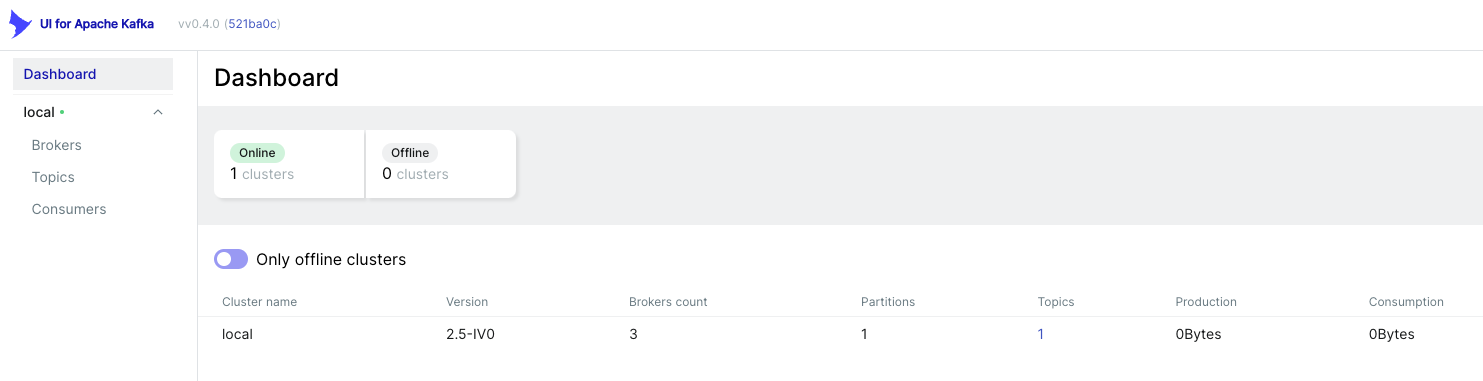 UI for Apache Kafka vv0.4.0 (521ba0c)
Dashboard
local
Brokers
Topics
Consumers
Dashboard
Online Offline
1 clusters 0 clusters
Only offline clusters
Cluster name Version Brokers count Partitions Topics Production Consumption
local 2.5-IV0 3 1 1 0Bytes 0Bytes